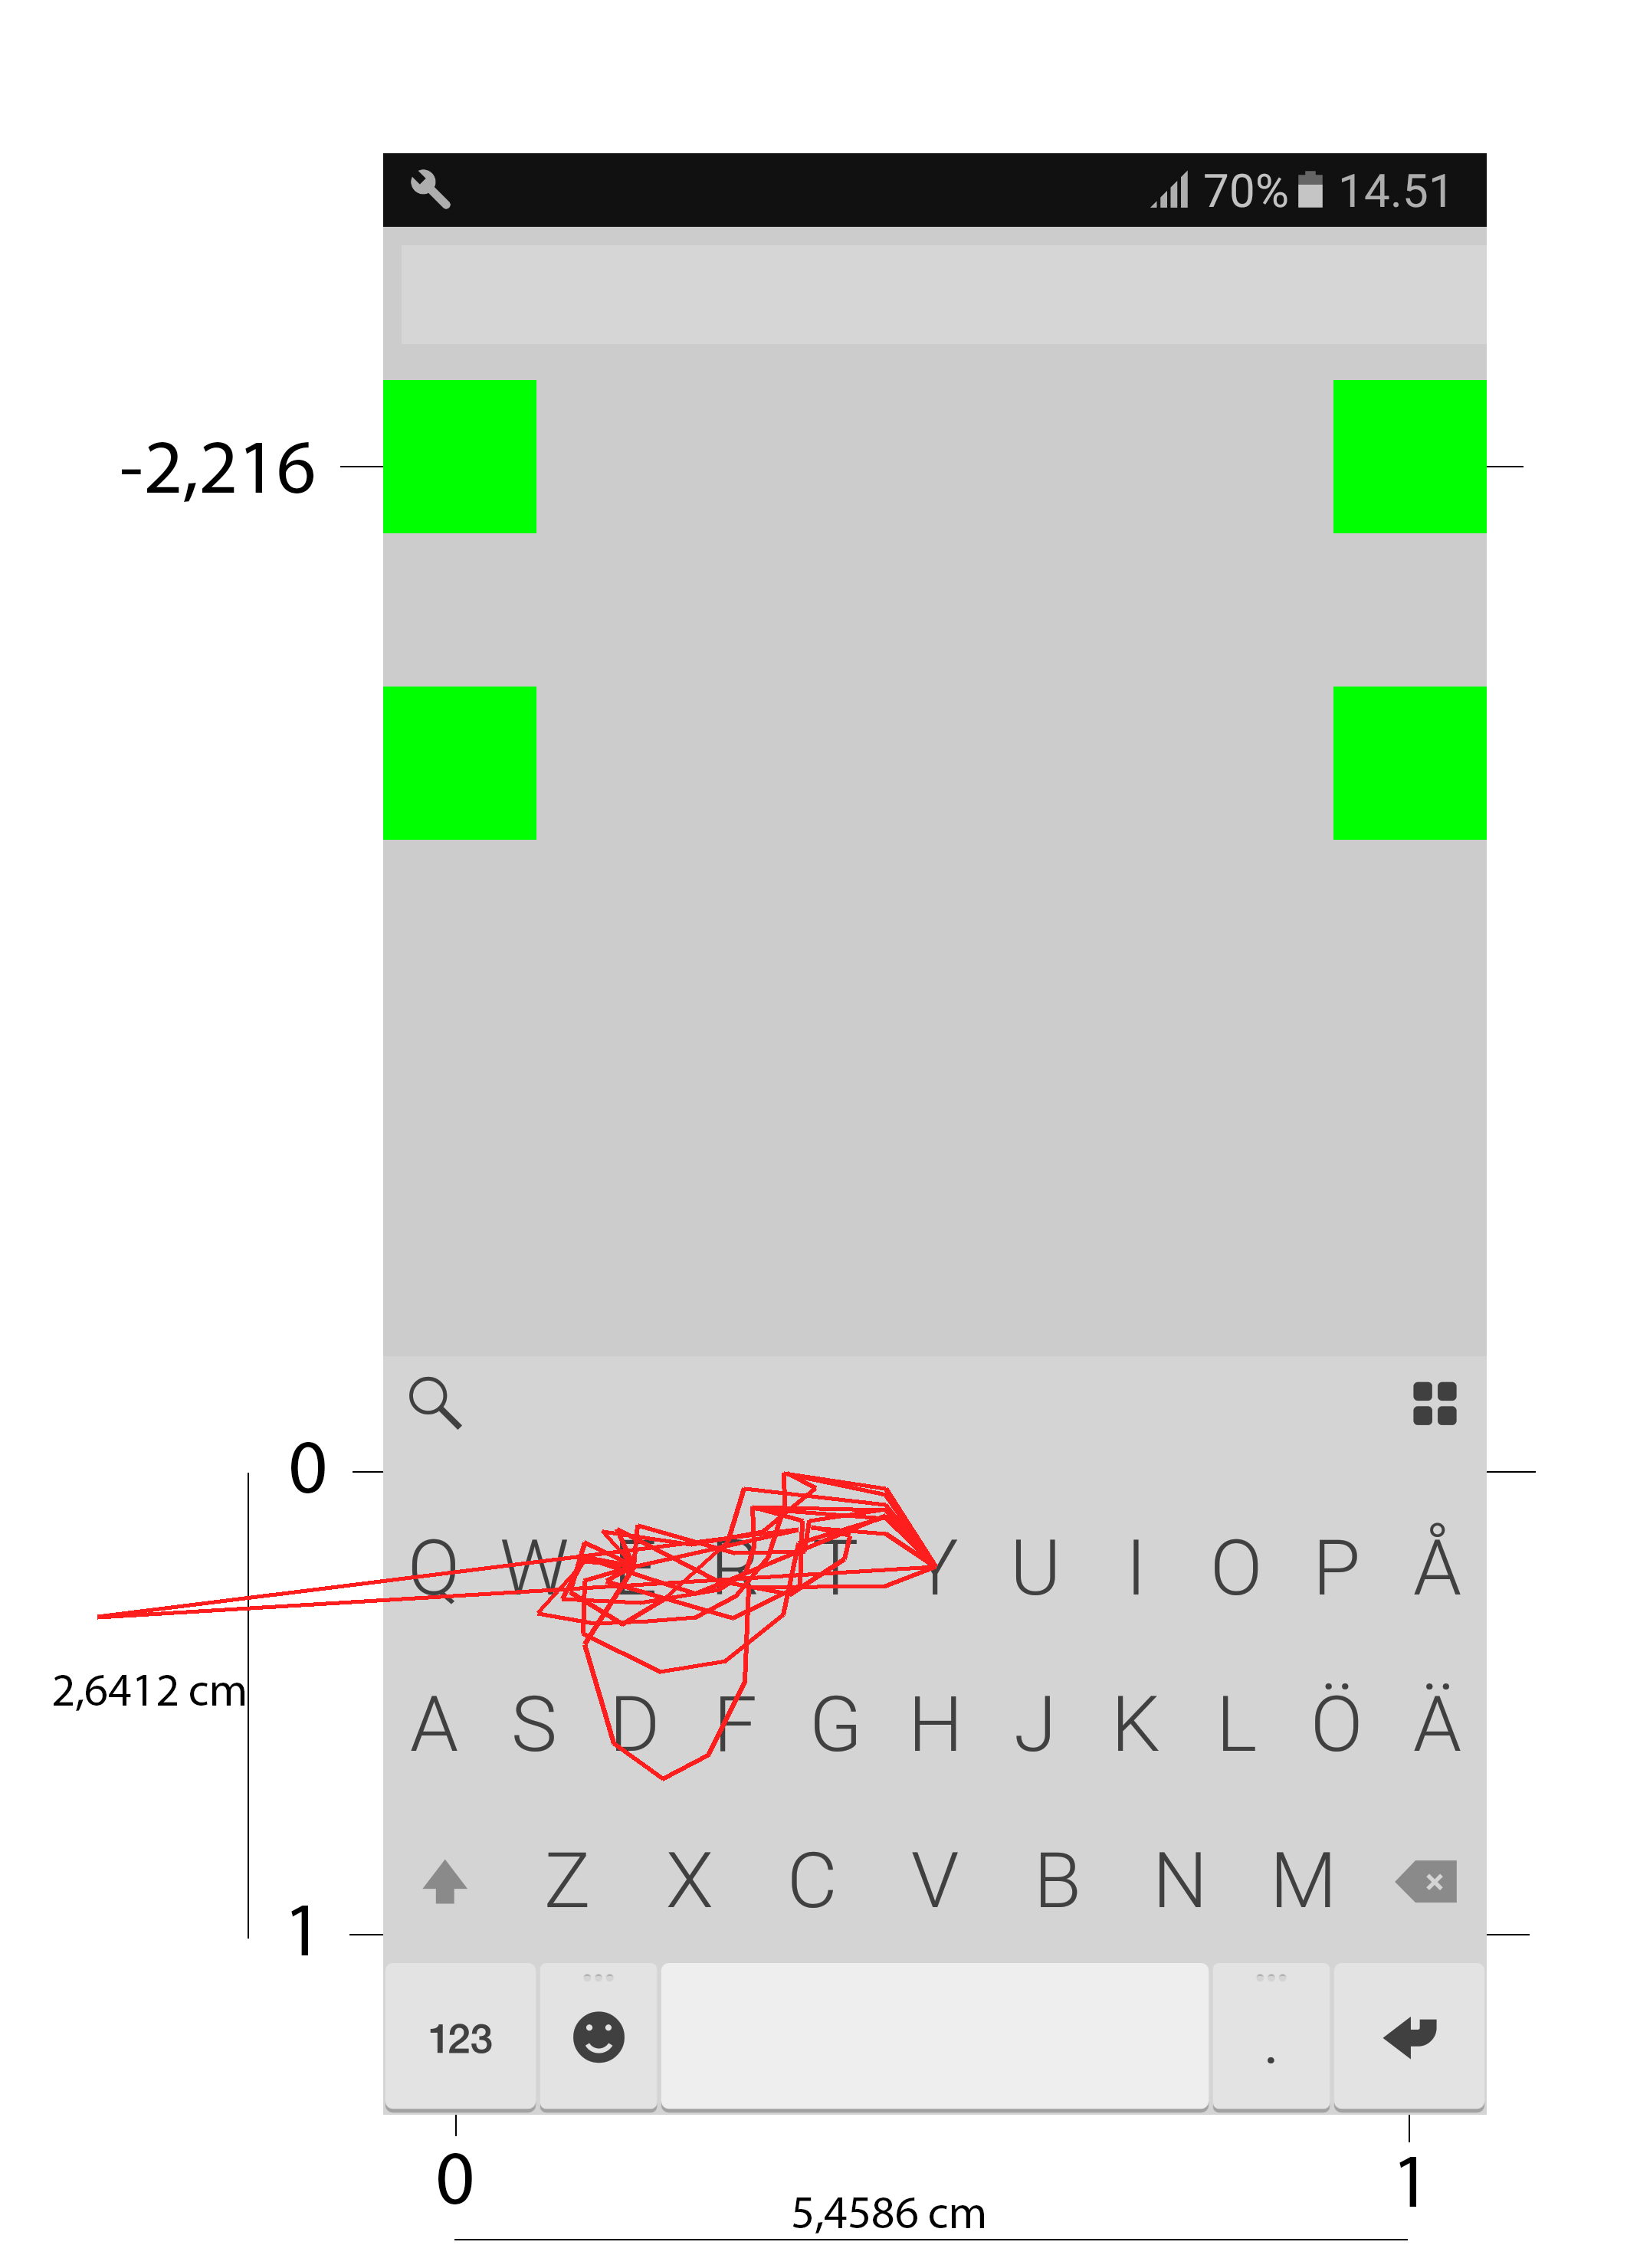 70% 14.51
-2,216
0
Q W E R T Y U I O P Å
2,6412 cm
A S D F G H J K L Ö Ä
Z X C V B N M
1
123 .
0 1
5,4586 cm